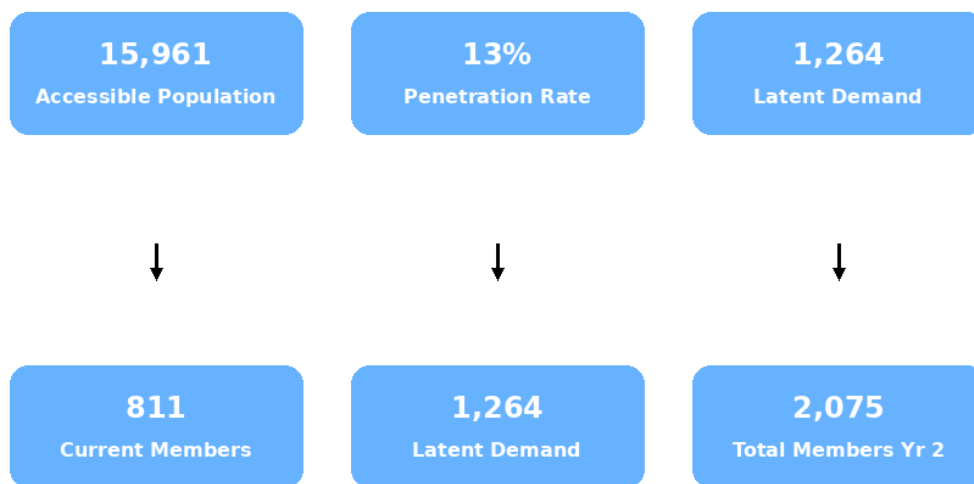 15,961
Accessible Population
13%
Penetration Rate
1,264
Latent Demand
811
Current Members
1,264
Latent Demand
2,075
Total Members Yr 2